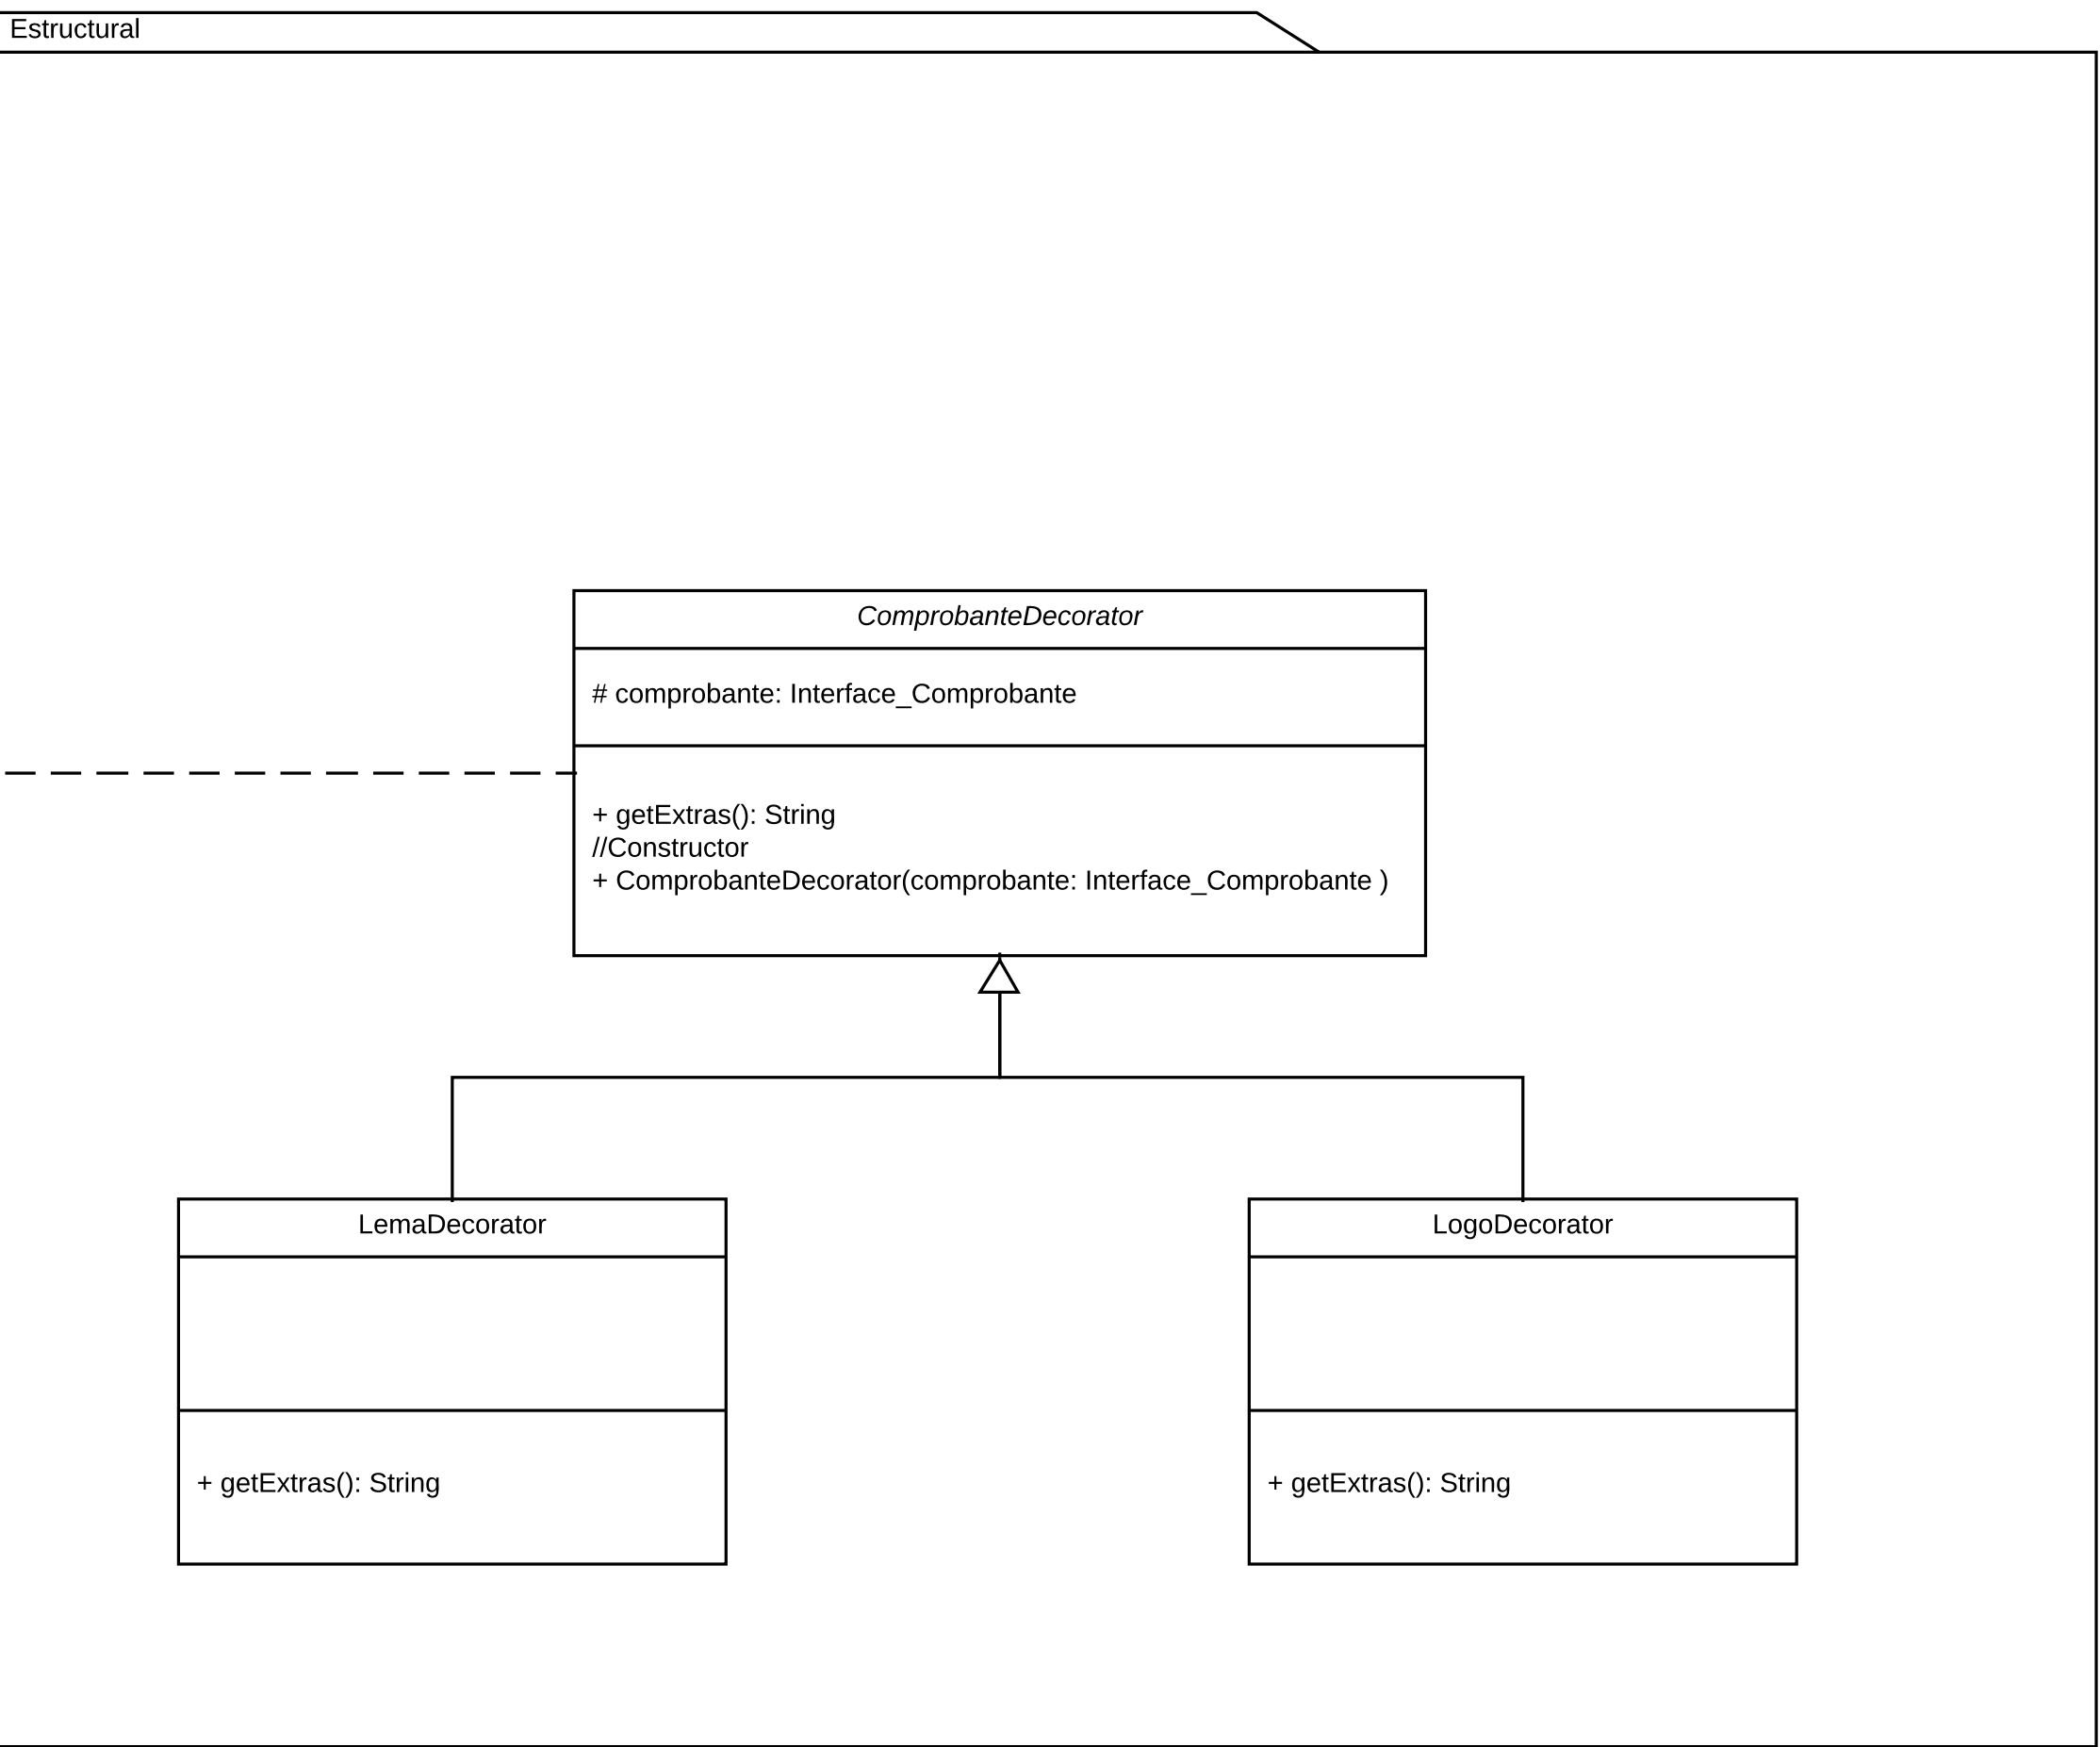 Estructural
ComprobanteDecorator
# comprobante: Interface_Comprobante
+ getExtras(): String
//Constructor
+ ComprobanteDecorator(comprobante: Interface_Comprobante )
LemaDecorator
+ getExtras(): String
LogoDecorator
+ getExtras(): String